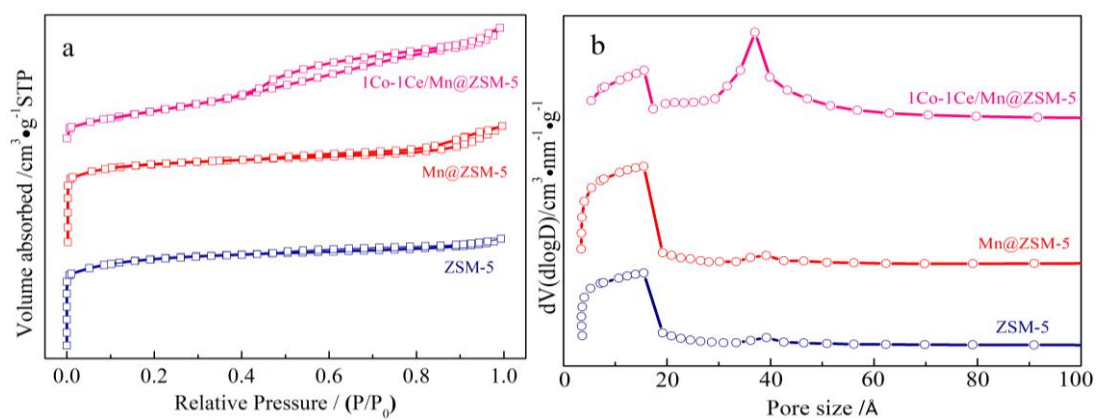 a
1Co-1Ce/Mn@ZSM-5
Mn@ZSM-5
ZSM-5
Volume absorbed /cm³•g⁻¹STP
0.0 0.2 0.4 0.6 0.8 1.0
Relative Pressure / (P/P₀)
b
1Co-1Ce/Mn@ZSM-5
Mn@ZSM-5
ZSM-5
dV(dlogD)/cm³•nm⁻¹•g⁻¹
0 20 40 60 80 100
Pore size /Å